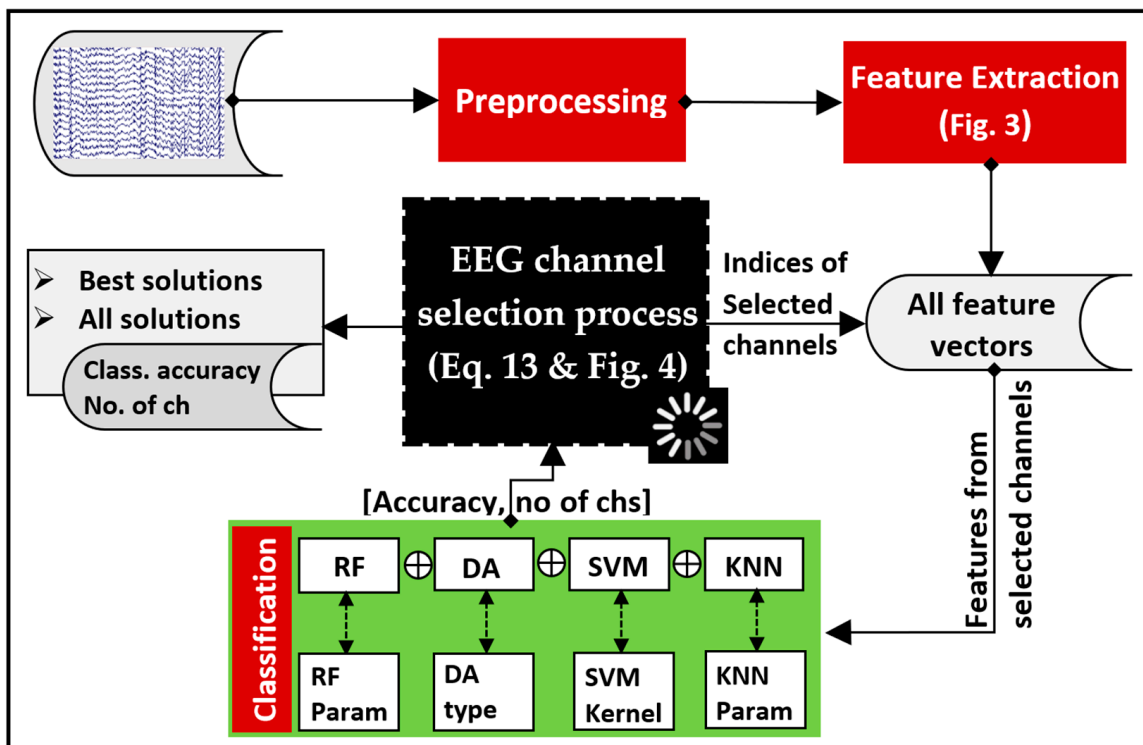 Preprocessing
Feature Extraction
(Fig. 3)
➢ Best solutions
➢ All solutions
Class. accuracy
No. of ch
EEG channel
selection process
(Eq. 13 & Fig. 4)
Indices of
Selected
channels
All feature
vectors
Features from
selected channels
[Accuracy, no of chs]
Classification
RF
DA
SVM
KNN
RF
Param
DA
type
SVM
Kernel
KNN
Param